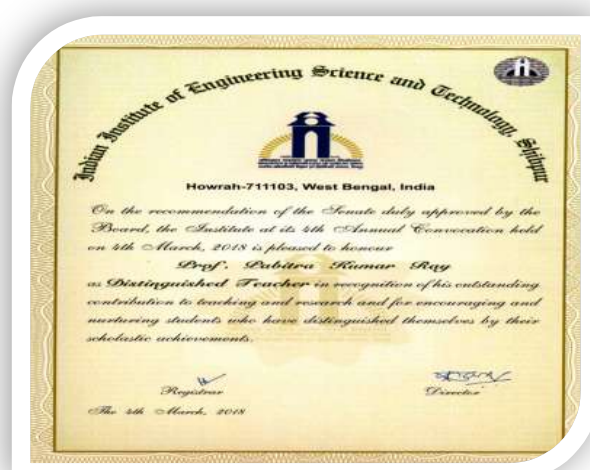 Indian Institute of Engineering Science and Technology, Shibpur
Howrah-711103, West Bengal, India
On the recommendation of the Senate duly approved by the
Board, the Institute at its 4th Annual Convocation held
on 4th March, 2018 is pleased to honour
Prof. Pabitra Kumar Ray
as Distinguished Teacher in recognition of his outstanding
contribution to teaching and research and for encouraging and
nurturing students who have distinguished themselves by their
scholastic achievements.
Registrar
Director
The 4th March, 2018